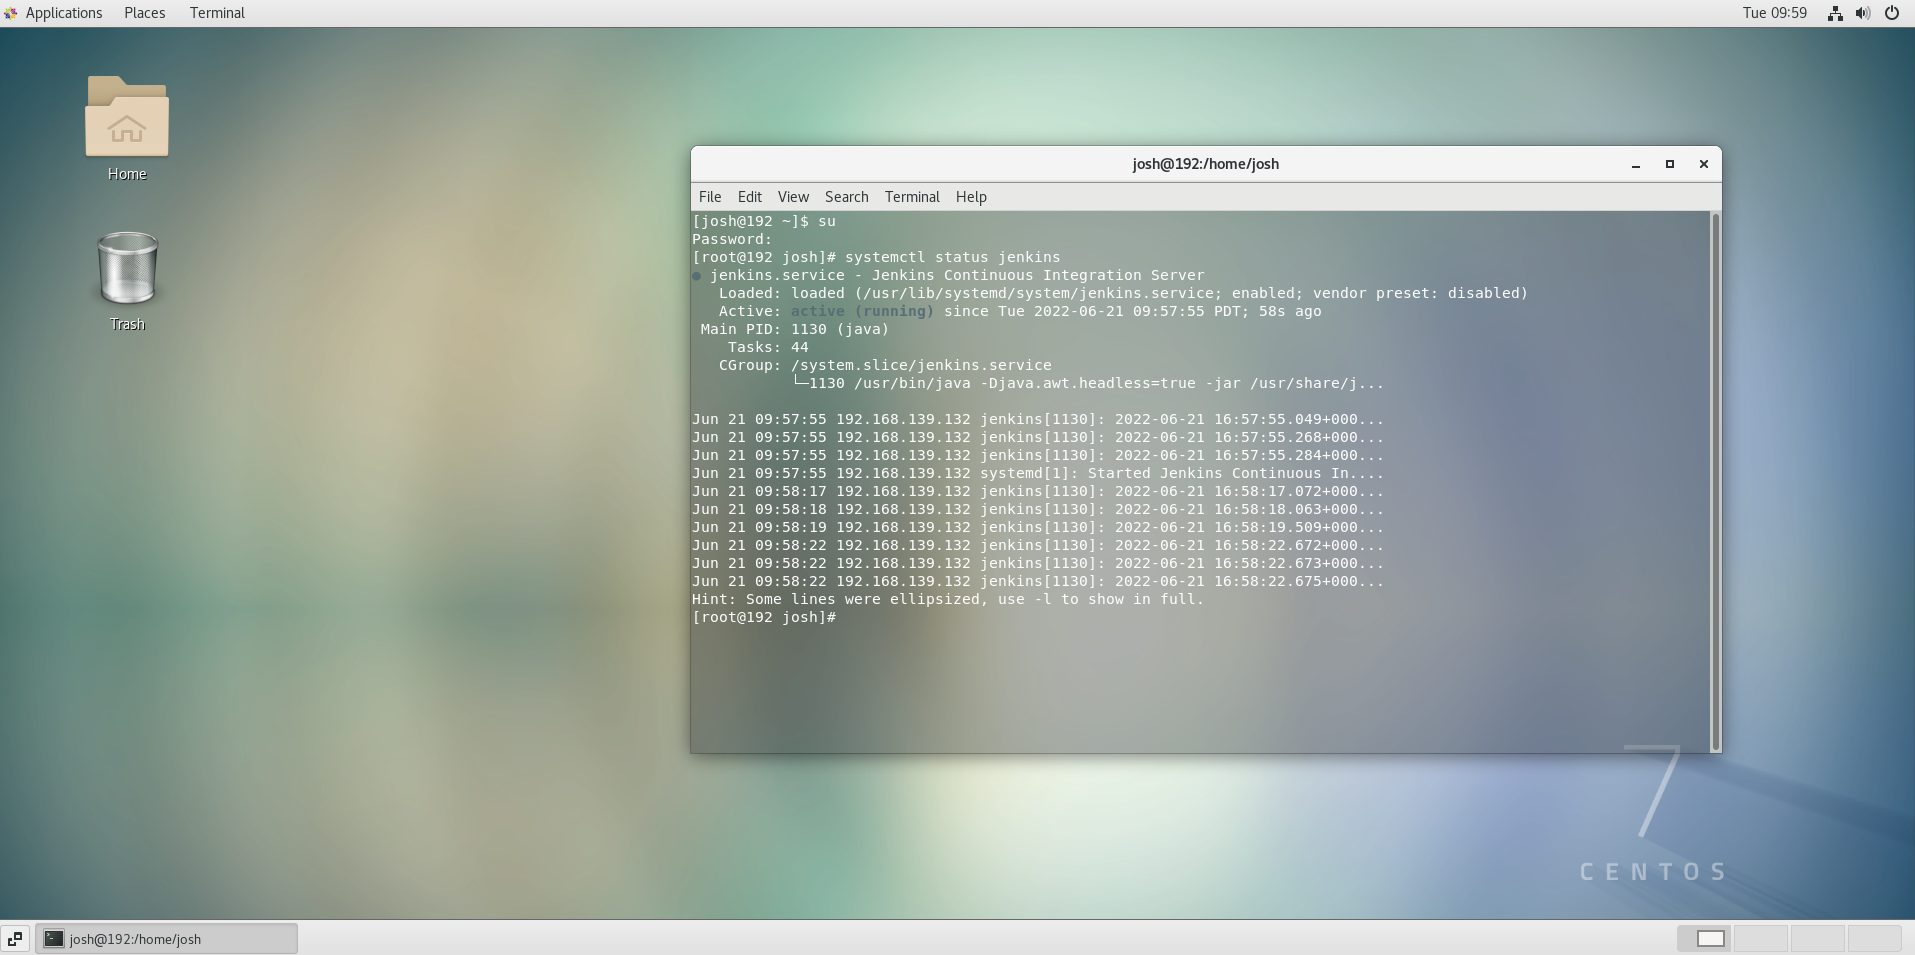 Applications Places Terminal Tue 09:59
Home
Trash
josh@192:/home/josh
File Edit View Search Terminal Help
[josh@192 ~]$ su
Password:
[root@192 josh]# systemctl status jenkins
● jenkins.service - Jenkins Continuous Integration Server
   Loaded: loaded (/usr/lib/systemd/system/jenkins.service; enabled; vendor preset: disabled)
   Active: active (running) since Tue 2022-06-21 09:57:55 PDT; 58s ago
 Main PID: 1130 (java)
    Tasks: 44
   CGroup: /system.slice/jenkins.service
           └─1130 /usr/bin/java -Djava.awt.headless=true -jar /usr/share/j...
Jun 21 09:57:55 192.168.139.132 jenkins[1130]: 2022-06-21 16:57:55.049+000...
Jun 21 09:57:55 192.168.139.132 jenkins[1130]: 2022-06-21 16:57:55.268+000...
Jun 21 09:57:55 192.168.139.132 jenkins[1130]: 2022-06-21 16:57:55.284+000...
Jun 21 09:57:55 192.168.139.132 systemd[1]: Started Jenkins Continuous In....
Jun 21 09:58:17 192.168.139.132 jenkins[1130]: 2022-06-21 16:58:17.072+000...
Jun 21 09:58:18 192.168.139.132 jenkins[1130]: 2022-06-21 16:58:18.063+000...
Jun 21 09:58:19 192.168.139.132 jenkins[1130]: 2022-06-21 16:58:19.509+000...
Jun 21 09:58:22 192.168.139.132 jenkins[1130]: 2022-06-21 16:58:22.672+000...
Jun 21 09:58:22 192.168.139.132 jenkins[1130]: 2022-06-21 16:58:22.673+000...
Jun 21 09:58:22 192.168.139.132 jenkins[1130]: 2022-06-21 16:58:22.675+000...
Hint: Some lines were ellipsized, use -l to show in full.
[root@192 josh]#
7
CENTOS
josh@192:/home/josh